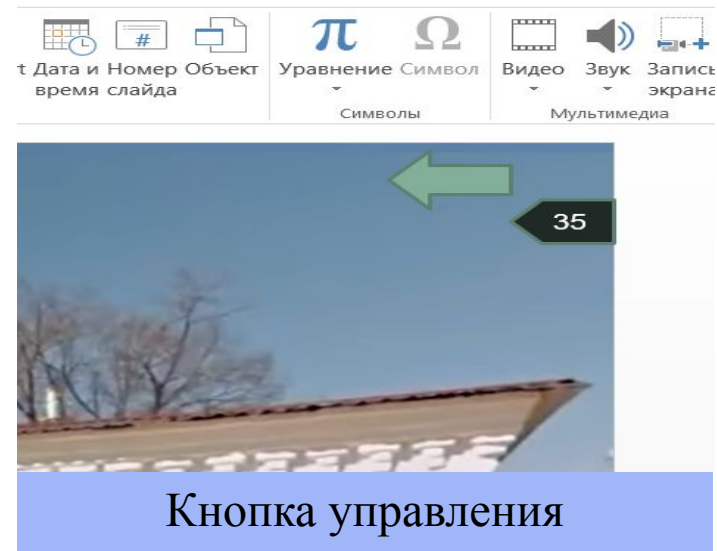 #
π Ω
t Дата и Номер Объект Уравнение Символ Видео Звук Запись
время слайда экрана
Символы Мультимедиа
35
Кнопка управления